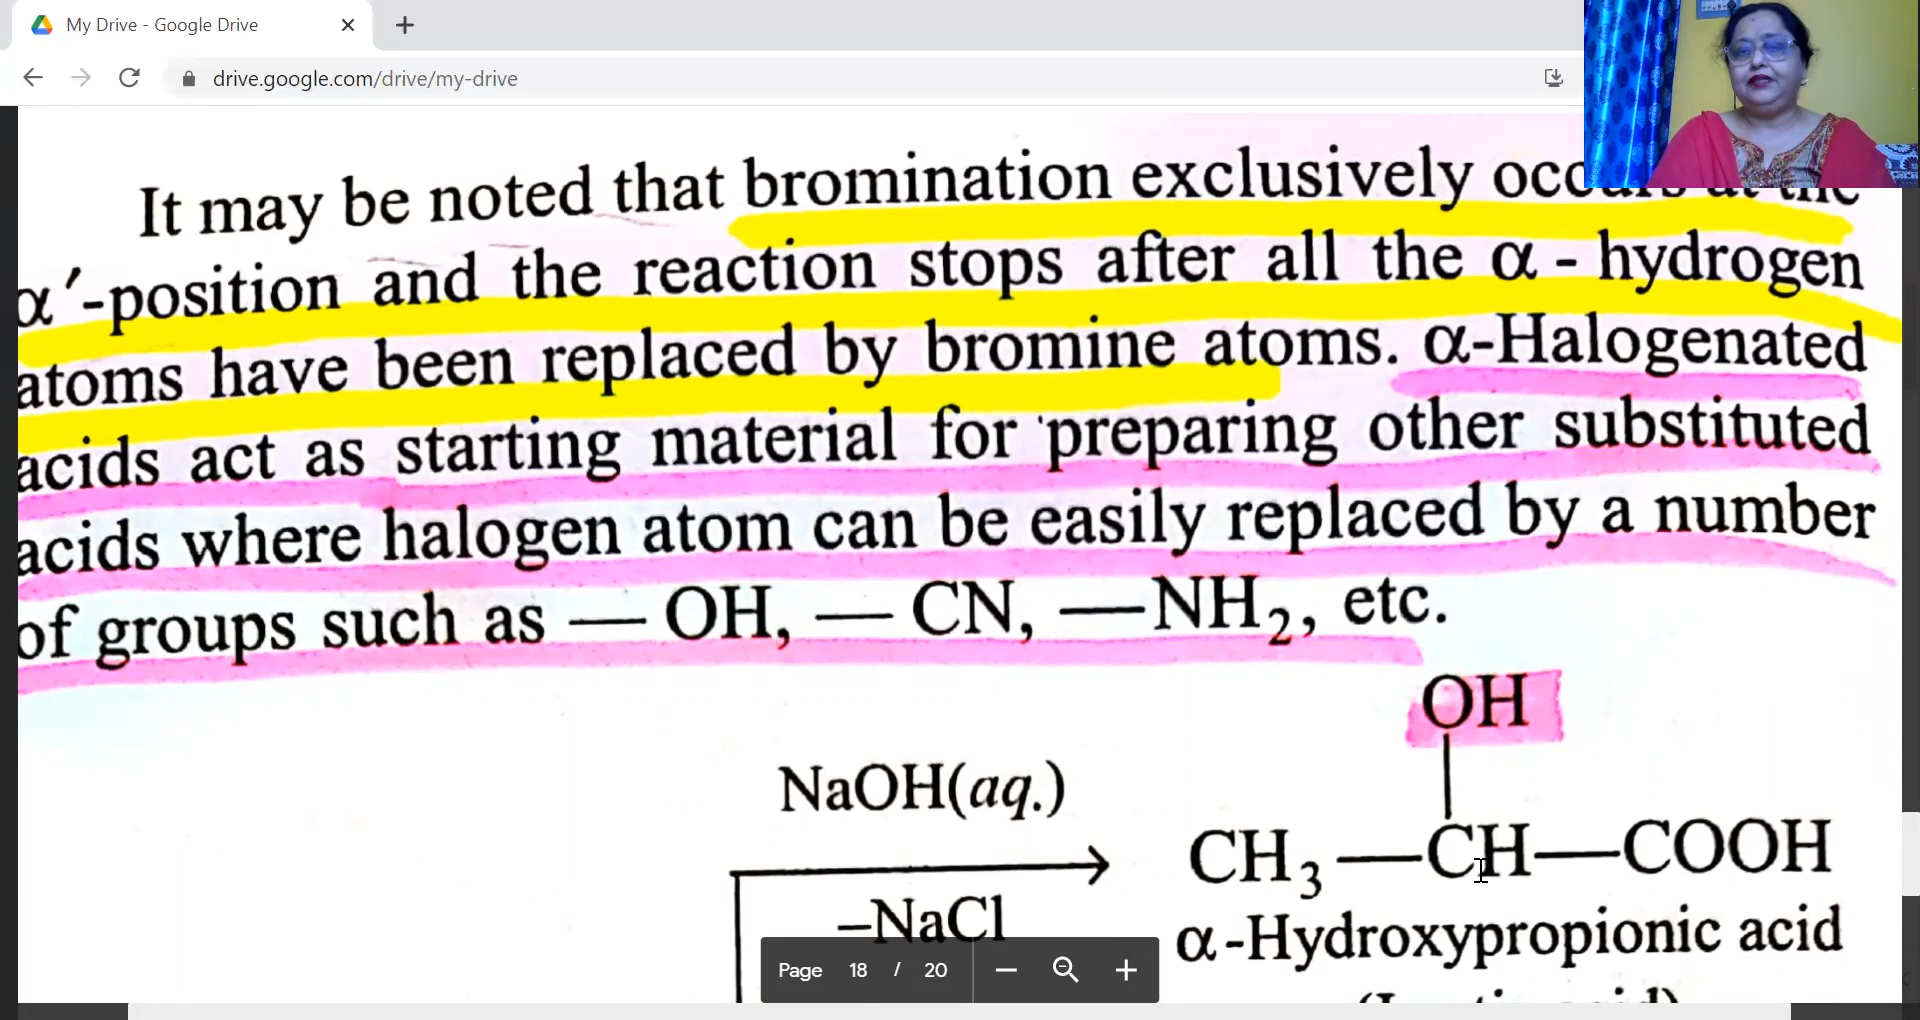 My Drive - Google Drive
drive.google.com/drive/my-drive
It may be noted that bromination exclusively occurs at the
α′-position and the reaction stops after all the α - hydrogen
atoms have been replaced by bromine atoms. α-Halogenated
acids act as starting material for preparing other substituted
acids where halogen atom can be easily replaced by a number
of groups such as — OH, — CN, —NH₂, etc.
OH
NaOH(aq.)
CH₃—CH—COOH
–NaCl
α-Hydroxypropionic acid
Page 18 / 20